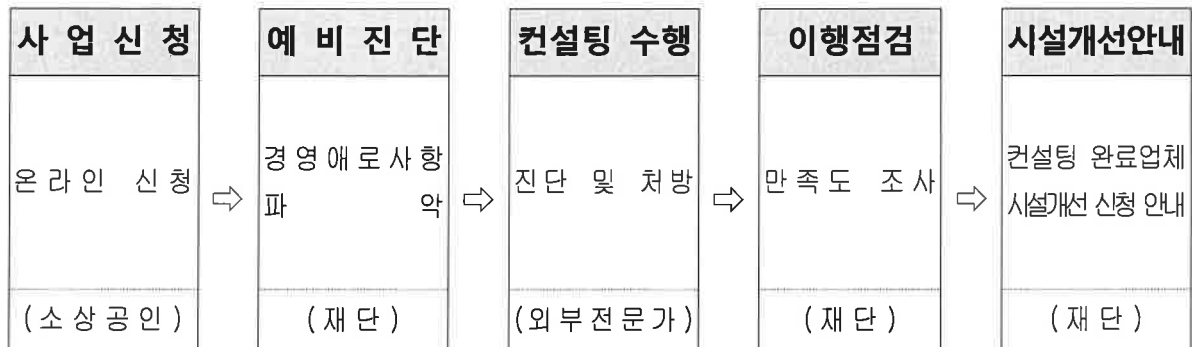 사 업 신 청
온 라 인 신 청
(소상공인)
⇨
예 비 진 단
경영애로사항
파 악
(재단)
⇨
컨설팅 수행
진단 및 처방
(외부전문가)
⇨
이행점검
만족도 조사
(재단)
⇨
시설개선안내
컨설팅 완료업체
시설개선 신청 안내
(재단)